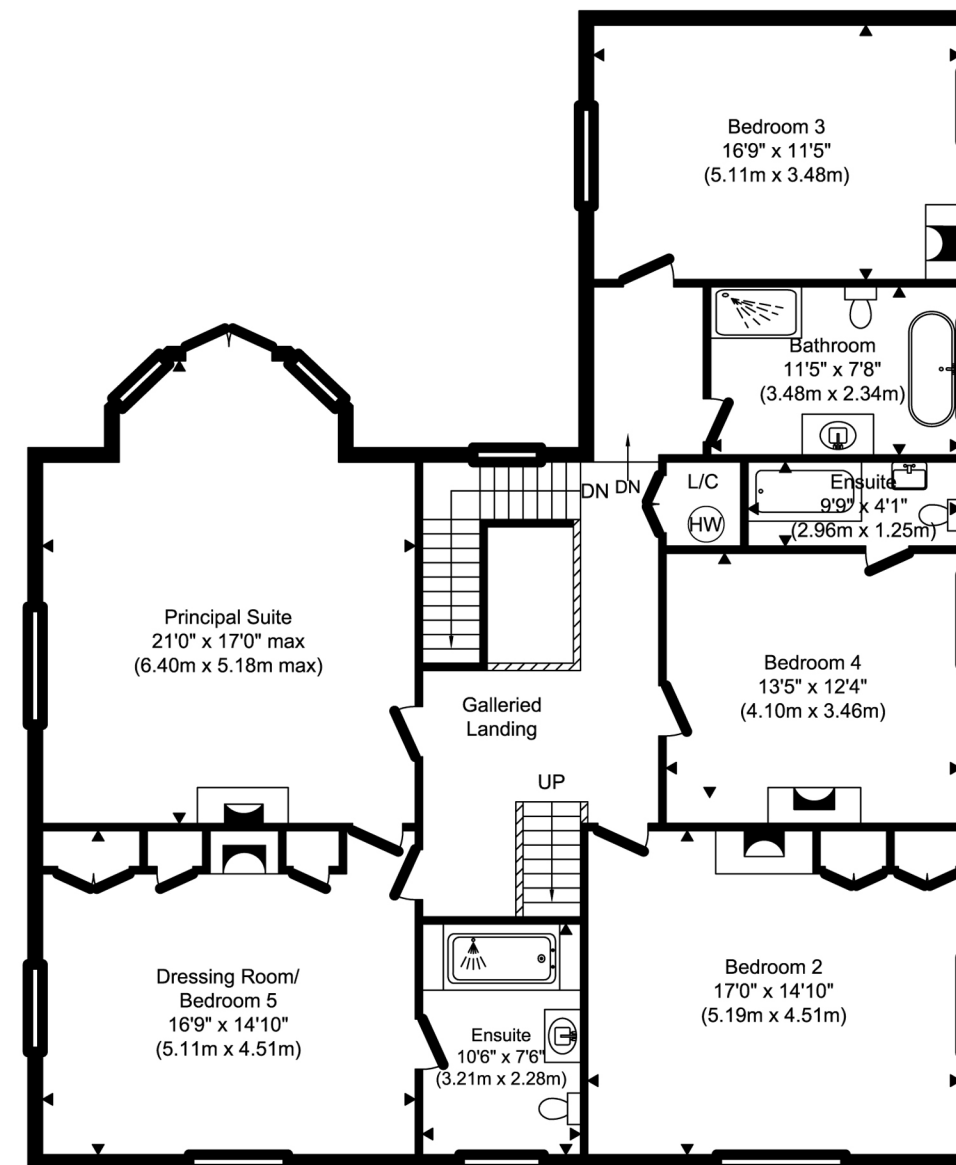 Bedroom 3
16'9" x 11'5"
(5.11m x 3.48m)
Bathroom
11'5" x 7'8"
(3.48m x 2.34m)
DN
DN
L/C
HW
Ensuite
9'9" x 4'1"
(2.96m x 1.25m)
Principal Suite
21'0" x 17'0" max
(6.40m x 5.18m max)
Bedroom 4
13'5" x 12'4"
(4.10m x 3.46m)
Galleried
Landing
UP
Dressing Room/
Bedroom 5
16'9" x 14'10"
(5.11m x 4.51m)
Ensuite
10'6" x 7'6"
(3.21m x 2.28m)
Bedroom 2
17'0" x 14'10"
(5.19m x 4.51m)